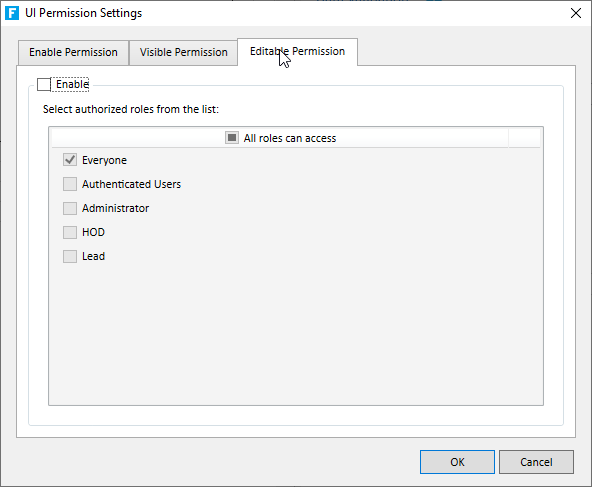 F UI Permission Settings
Enable Permission Visible Permission Editable Permission
Enable
Select authorized roles from the list:
All roles can access
Everyone
Authenticated Users
Administrator
HOD
Lead
OK Cancel